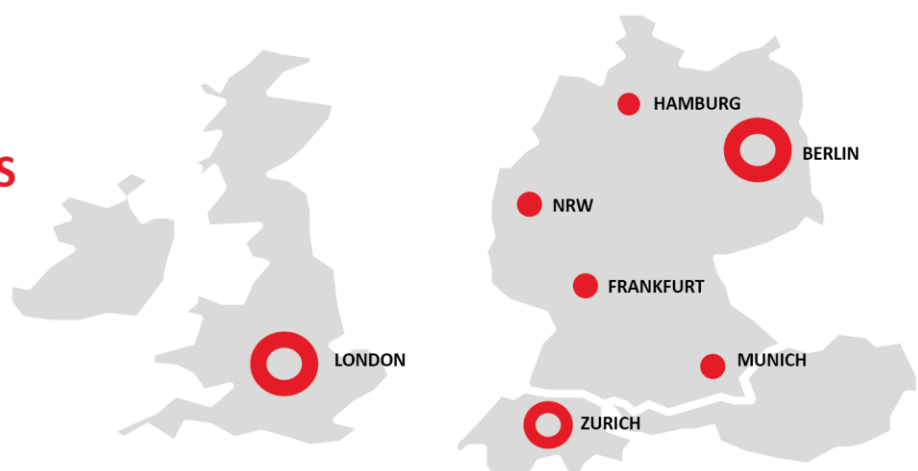 S
HAMBURG
BERLIN
NRW
FRANKFURT
LONDON
MUNICH
ZURICH